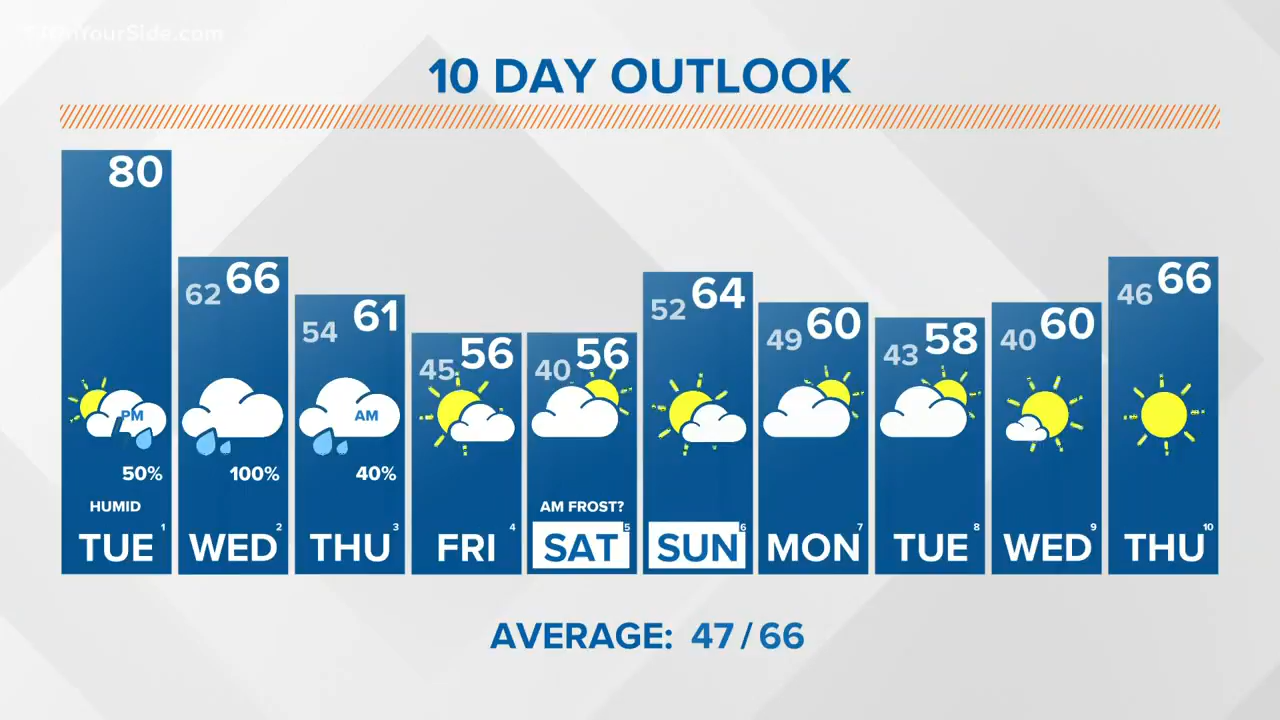 10 DAY OUTLOOK
80
PM
50%
HUMID
TUE 1
62 66
100%
WED 2
54 61
AM
40%
THU 3
45 56
FRI 4
40 56
AM FROST?
SAT 5
52 64
SUN 6
49 60
MON 7
43 58
TUE 8
40 60
WED 9
46 66
THU 10
AVERAGE: 47/66